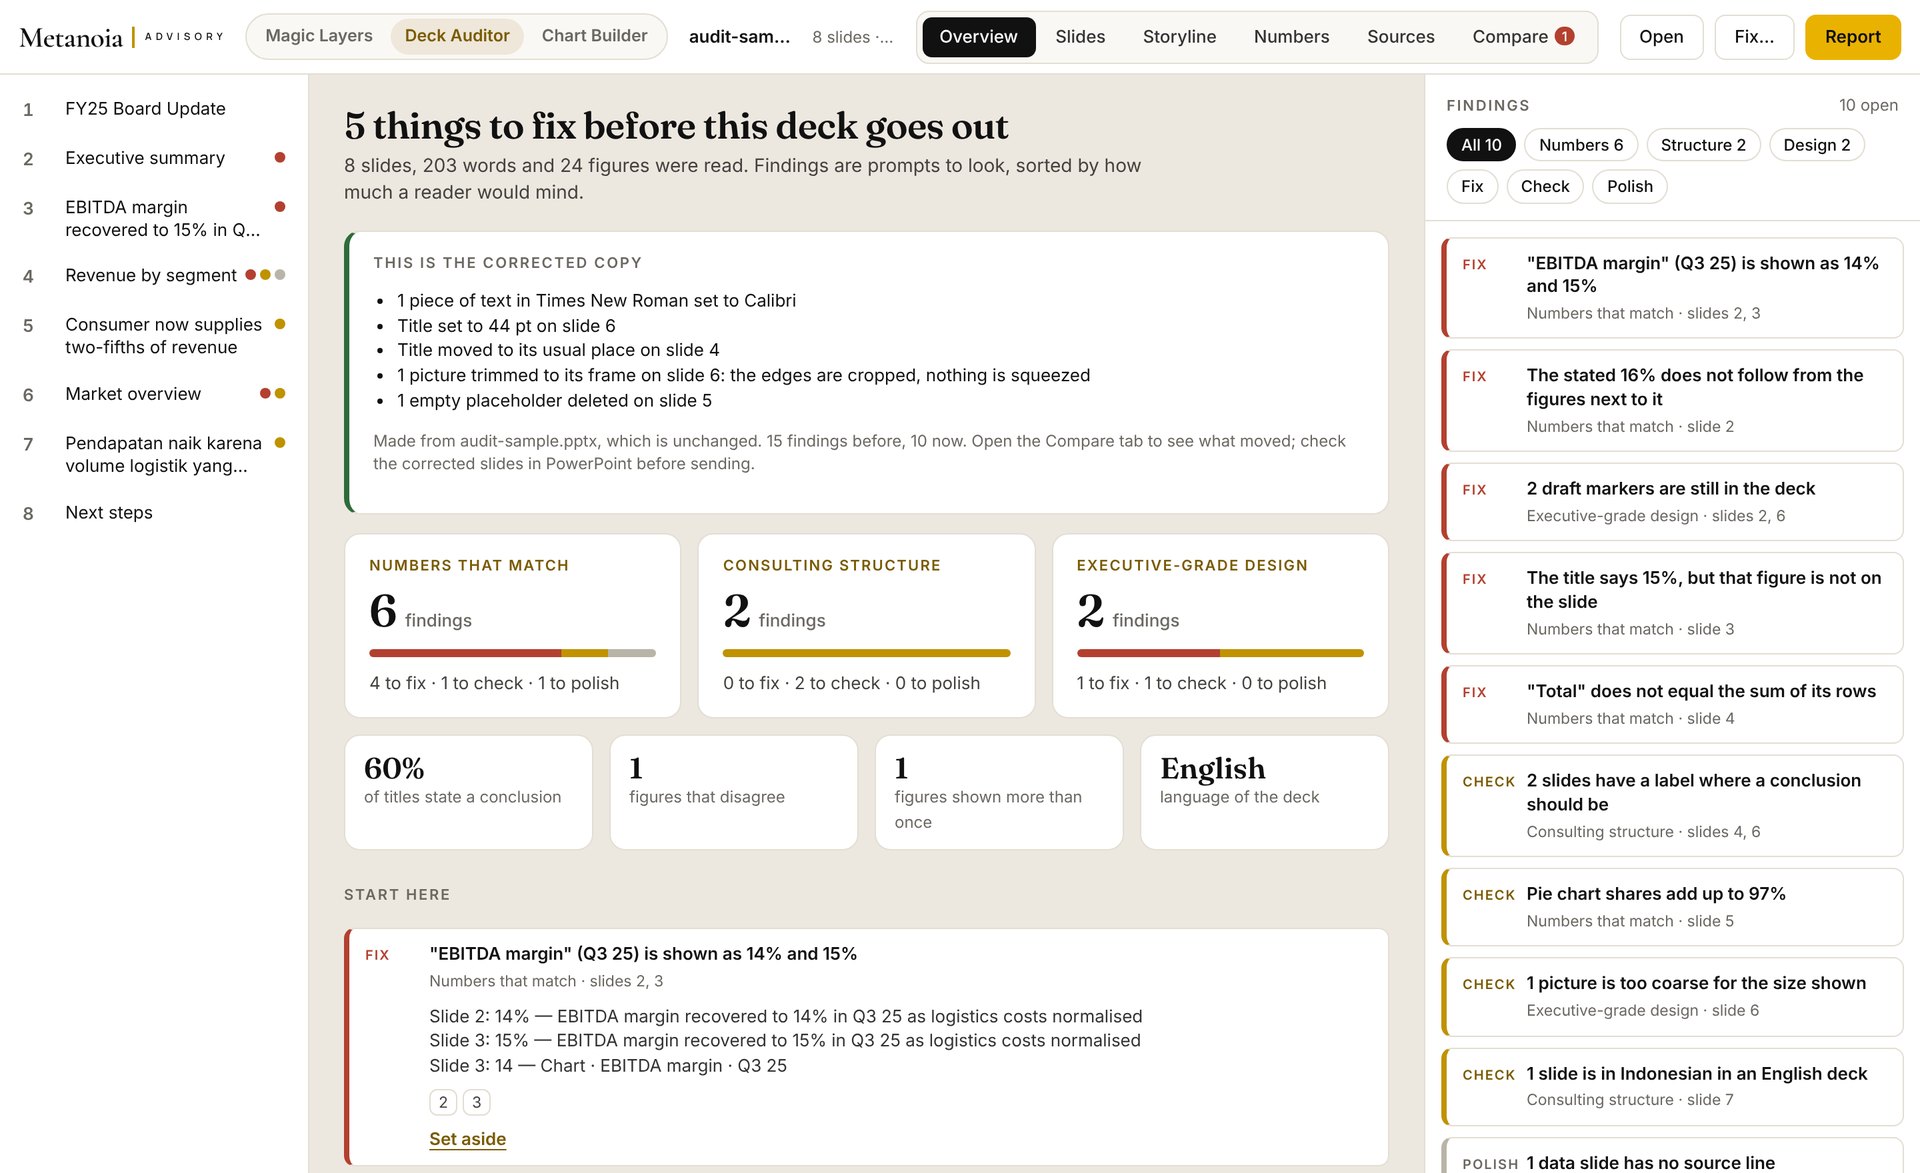 Metanoia | ADVISORY
Magic Layers
Deck Auditor
Chart Builder
audit-sam...
8 slides ·...
Overview
Slides
Storyline
Numbers
Sources
Compare 1
Open
Fix...
Report
1 FY25 Board Update
2 Executive summary
3 EBITDA margin
recovered to 15% in Q...
4 Revenue by segment
5 Consumer now supplies
two-fifths of revenue
6 Market overview
7 Pendapatan naik karena
volume logistik yang...
8 Next steps
5 things to fix before this deck goes out
8 slides, 203 words and 24 figures were read. Findings are prompts to look, sorted by how
much a reader would mind.
THIS IS THE CORRECTED COPY
• 1 piece of text in Times New Roman set to Calibri
• Title set to 44 pt on slide 6
• Title moved to its usual place on slide 4
• 1 picture trimmed to its frame on slide 6: the edges are cropped, nothing is squeezed
• 1 empty placeholder deleted on slide 5
Made from audit-sample.pptx, which is unchanged. 15 findings before, 10 now. Open the Compare tab to see what moved; check
the corrected slides in PowerPoint before sending.
NUMBERS THAT MATCH
6 findings
4 to fix · 1 to check · 1 to polish
CONSULTING STRUCTURE
2 findings
0 to fix · 2 to check · 0 to polish
EXECUTIVE-GRADE DESIGN
2 findings
1 to fix · 1 to check · 0 to polish
60%
of titles state a conclusion
1
figures that disagree
1
figures shown more than
once
English
language of the deck
START HERE
FIX
"EBITDA margin" (Q3 25) is shown as 14% and 15%
Numbers that match · slides 2, 3
Slide 2: 14% — EBITDA margin recovered to 14% in Q3 25 as logistics costs normalised
Slide 3: 15% — EBITDA margin recovered to 15% in Q3 25 as logistics costs normalised
Slide 3: 14 — Chart · EBITDA margin · Q3 25
2 3
Set aside
FINDINGS
10 open
All 10
Numbers 6
Structure 2
Design 2
Fix
Check
Polish
FIX "EBITDA margin" (Q3 25) is shown as 14%
and 15%
Numbers that match · slides 2, 3
FIX The stated 16% does not follow from the
figures next to it
Numbers that match · slide 2
FIX 2 draft markers are still in the deck
Executive-grade design · slides 2, 6
FIX The title says 15%, but that figure is not on
the slide
Numbers that match · slide 3
FIX "Total" does not equal the sum of its rows
Numbers that match · slide 4
CHECK 2 slides have a label where a conclusion
should be
Consulting structure · slides 4, 6
CHECK Pie chart shares add up to 97%
Numbers that match · slide 5
CHECK 1 picture is too coarse for the size shown
Executive-grade design · slide 6
CHECK 1 slide is in Indonesian in an English deck
Consulting structure · slide 7
POLISH 1 data slide has no source line